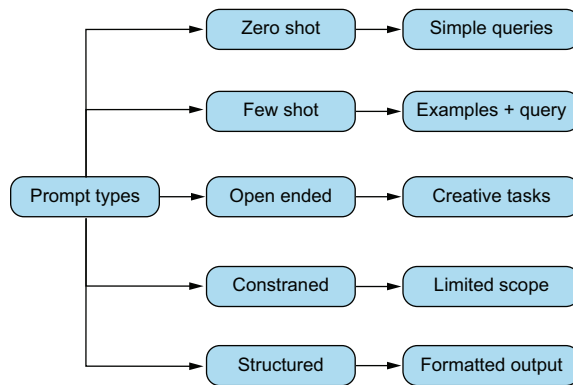 Zero shot
Simple queries
Few shot
Examples + query
Prompt types
Open ended
Creative tasks
Constraned
Limited scope
Structured
Formatted output